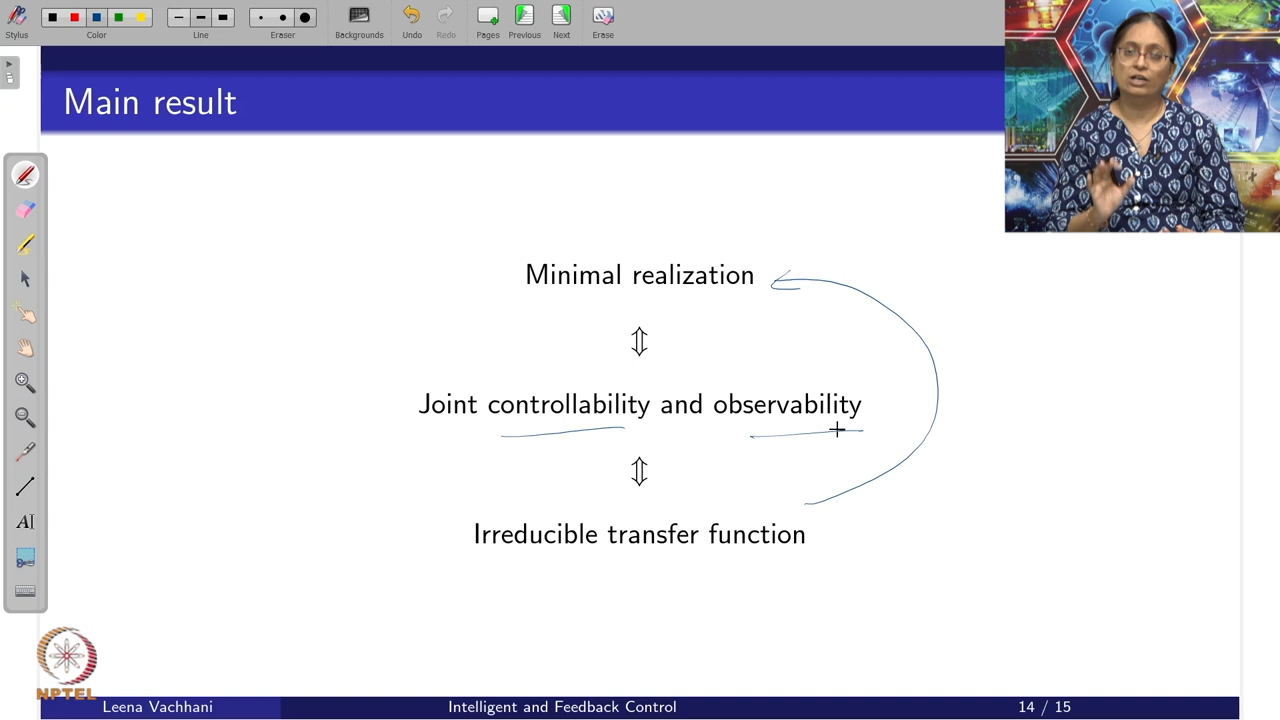 Stylus Color Line Eraser Backgrounds Undo Redo Pages Previous Next Erase
Main result
Minimal realization
⇕
Joint controllability and observability
⇕
Irreducible transfer function
A
NPTEL
Leena Vachhani Intelligent and Feedback Control 14 / 15